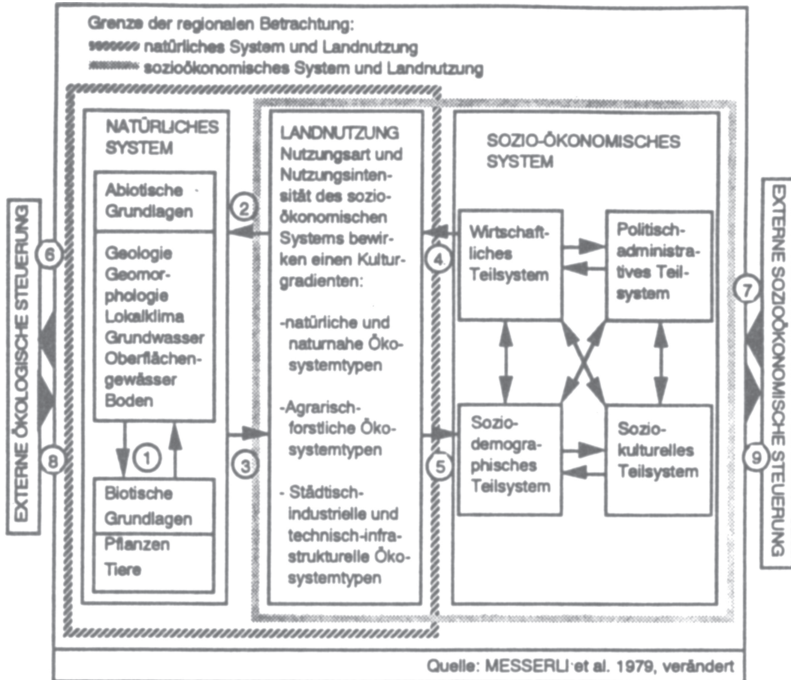 Grenze der regionalen Betrachtung:
natürliches System und Landnutzung
sozioökonomisches System und Landnutzung
EXTERNE ÖKOLOGISCHE STEUERUNG
6
8
NATÜRLICHES
SYSTEM
Abiotische
Grundlagen
Geologie
Geomor-
phologie
Lokalklima
Grundwasser
Oberflächen-
gewässer
Boden
1
Biotische
Grundlagen
Pflanzen
Tiere
2
3
LANDNUTZUNG
Nutzungsart und
Nutzungsinten-
sität des sozio-
ökonomischen
Systems bewir-
ken einen Kultur-
gradienten:
-natürliche und
naturnahe Öko-
systemtypen
-Agrarisch-
forstliche Öko-
systemtypen
- Städtisch-
industrielle und
technisch-infra-
strukturelle Öko-
systemtypen
4
5
SOZIO-ÖKONOMISCHES
SYSTEM
Wirtschaft-
liches
Teilsystem
Politisch-
administra-
tives Teil-
system
Sozio-
demogra-
phisches
Teilsystem
Sozio-
kulturelles
Teilsystem
7
9
EXTERNE SOZIOÖKONOMISCHE STEUERUNG
Quelle: MESSERLI et al. 1979, verändert